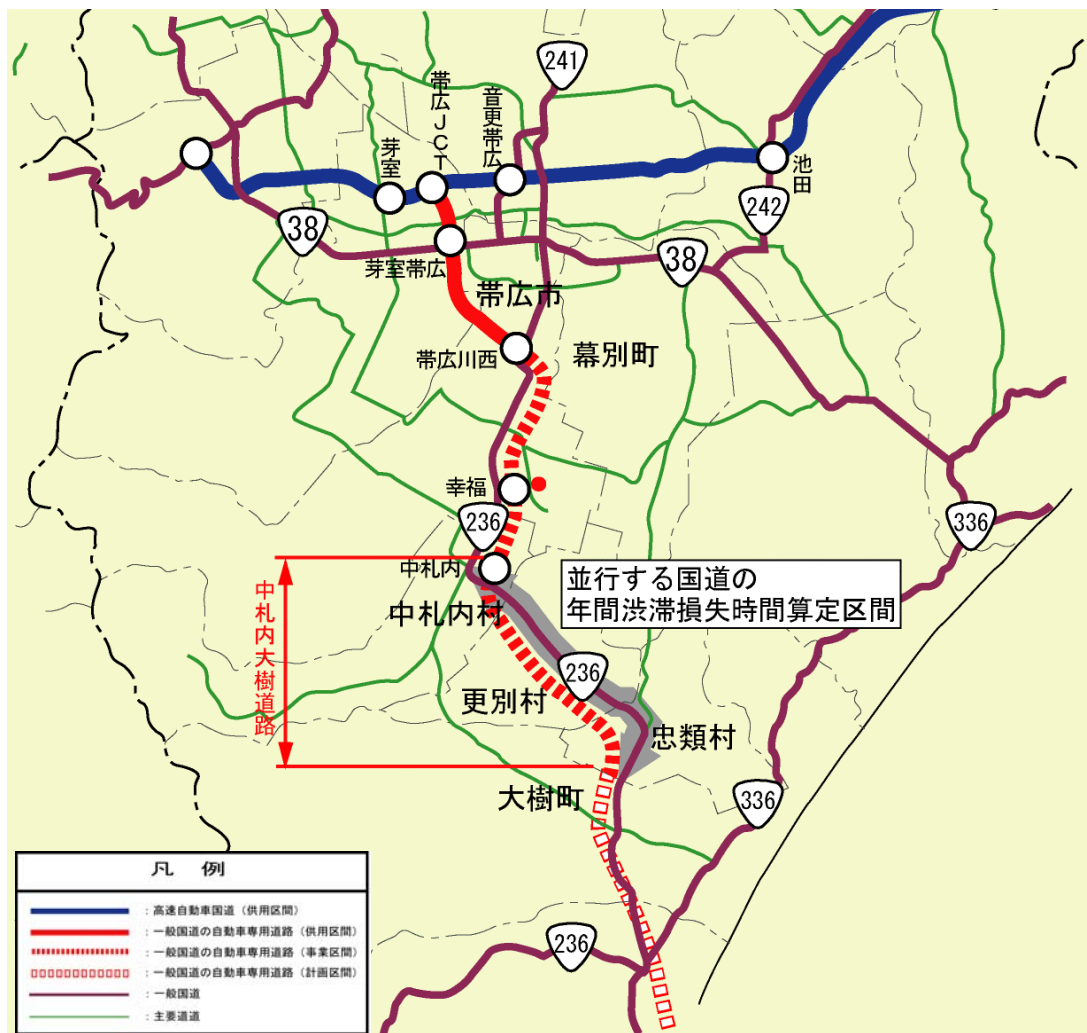 241
帯広JCT
音更帯広
芽室
池田
242
38
38
芽室帯広
帯広市
帯広川西
幕別町
幸福
236
336
中札内
並行する国道の
年間渋滞損失時間算定区間
中札内大樹道路
中札内村
236
更別村
忠類村
大樹町
336
236
凡 例
：高速自動車国道（供用区間）
：一般国道の自動車専用道路（供用区間）
：一般国道の自動車専用道路（事業区間）
：一般国道の自動車専用道路（計画区間）
：一般国道
：主要道道